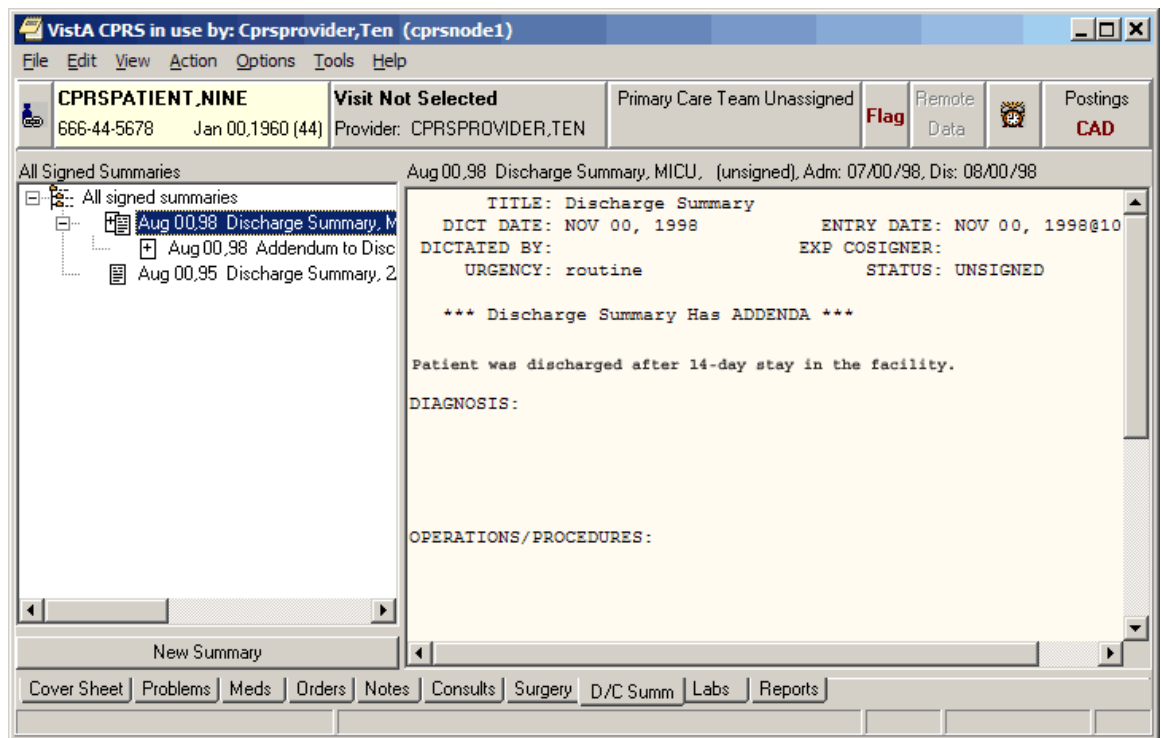 VistA CPRS in use by: Cprsprovider,Ten (cprsnode1)
File Edit View Action Options Tools Help
CPRSPATIENT,NINE
666-44-5678 Jan 00,1960 (44)
Visit Not Selected
Provider: CPRSPROVIDER,TEN
Primary Care Team Unassigned
Flag
Remote
Data
Postings
CAD
All Signed Summaries
All signed summaries
Aug 00,98 Discharge Summary, M
Aug 00,98 Addendum to Disc
Aug 00,95 Discharge Summary, 2
New Summary
Aug 00,98 Discharge Summary, MICU, (unsigned), Adm: 07/00/98, Dis: 08/00/98
TITLE: Discharge Summary
DICT DATE: NOV 00, 1998 ENTRY DATE: NOV 00, 1998@10
DICTATED BY: EXP COSIGNER:
URGENCY: routine STATUS: UNSIGNED
*** Discharge Summary Has ADDENDA ***
Patient was discharged after 14-day stay in the facility.
DIAGNOSIS:
OPERATIONS/PROCEDURES:
Cover Sheet Problems Meds Orders Notes Consults Surgery D/C Summ Labs Reports